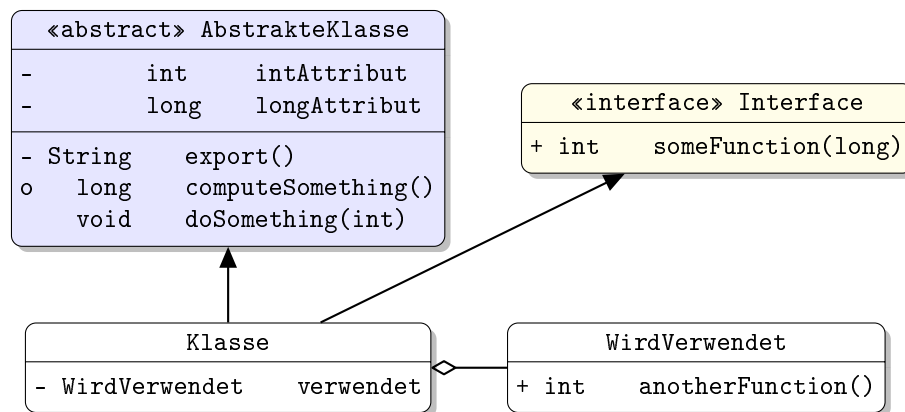 «abstract» AbstrakteKlasse
- int intAttribut
- long longAttribut
- String export()
o long computeSomething()
void doSomething(int)
«interface» Interface
+ int someFunction(long)
Klasse
- WirdVerwendet verwendet
WirdVerwendet
+ int anotherFunction()